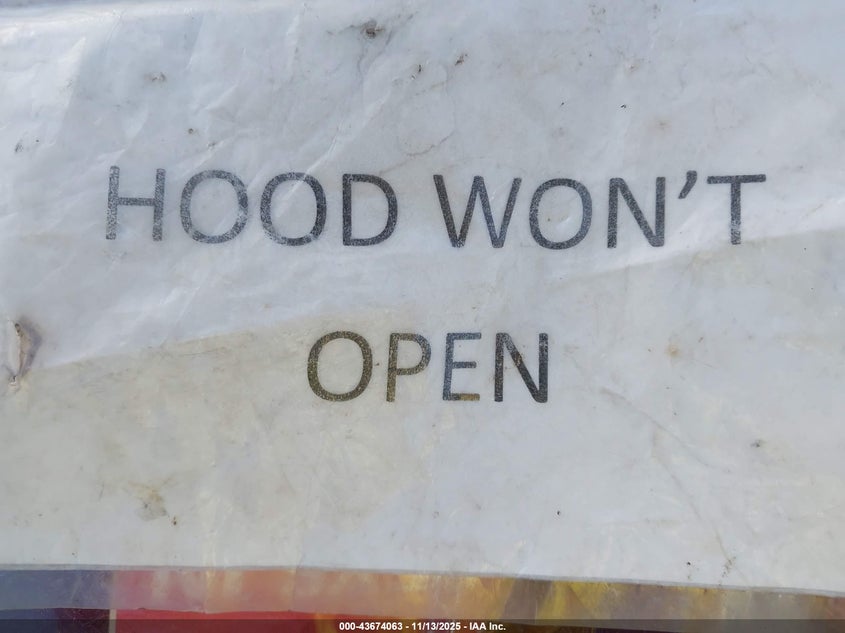 HOOD WON’T
OPEN
000-43674063 - 11/13/2025 - IAA Inc.